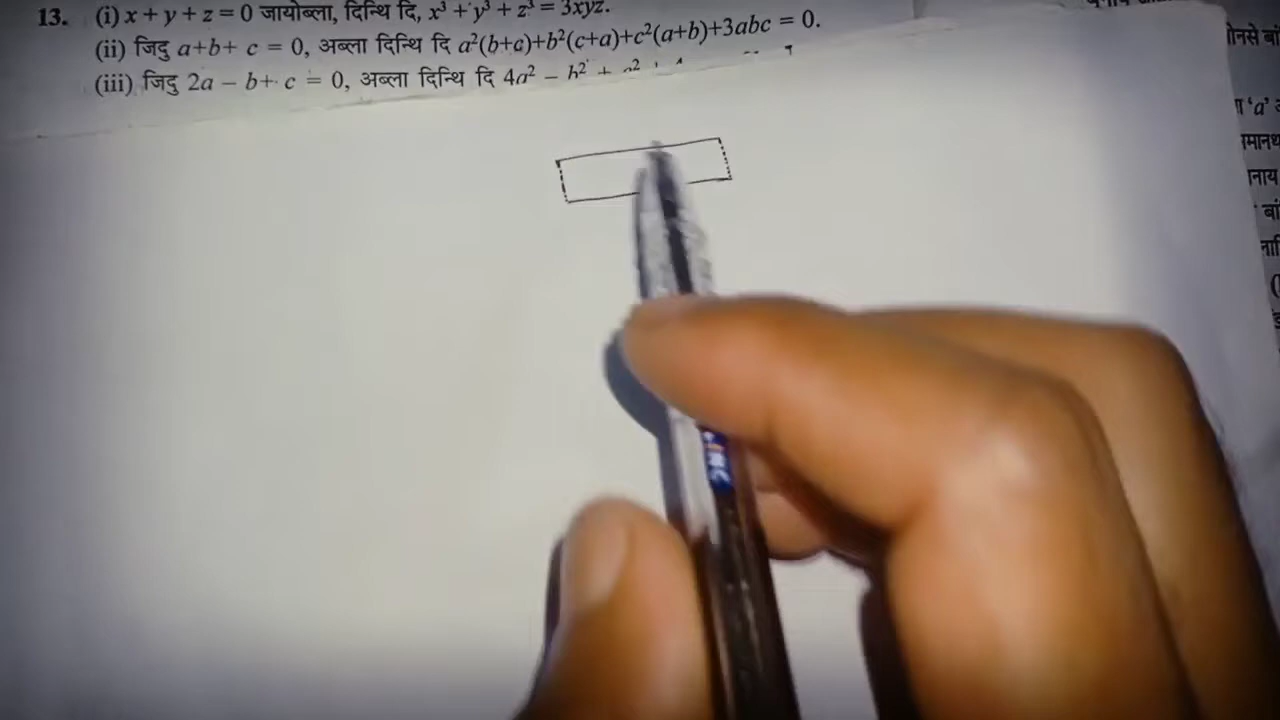 13. (i) x + y + z = 0 जायोब्ला, दिन्थि दि, x³ + y³ + z³ = 3xyz.
(ii) जिदु a+b+ c = 0, अब्ला दिन्थि दि a²(b+c)+b²(c+a)+c²(a+b)+3abc = 0.
(iii) जिदु 2a – b+ c = 0, अब्ला दिन्थि दि 4a² – b² + c² +
'a'